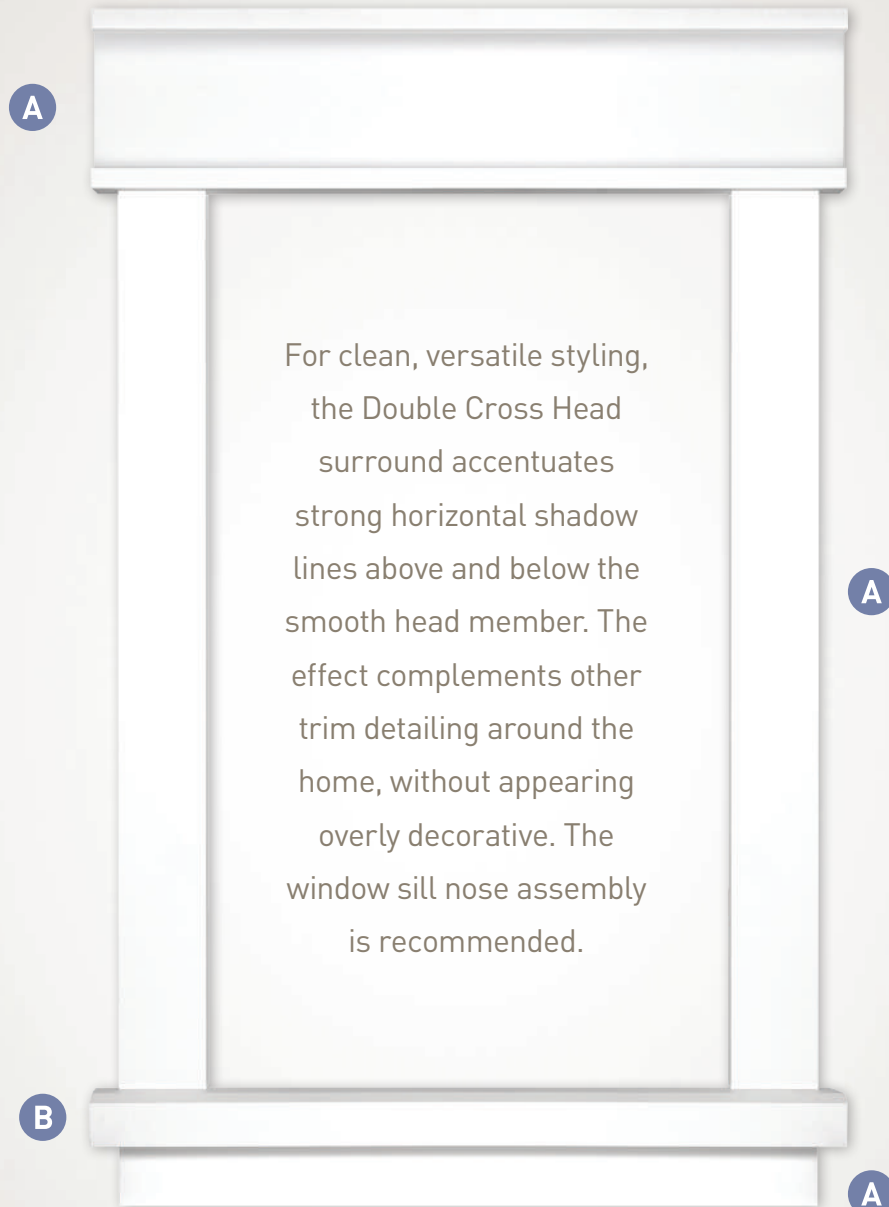 A
For clean, versatile styling,
the Double Cross Head
surround accentuates
strong horizontal shadow
lines above and below the
smooth head member. The
effect complements other
trim detailing around the
home, without appearing
overly decorative. The
window sill nose assembly
is recommended.
A
B
A